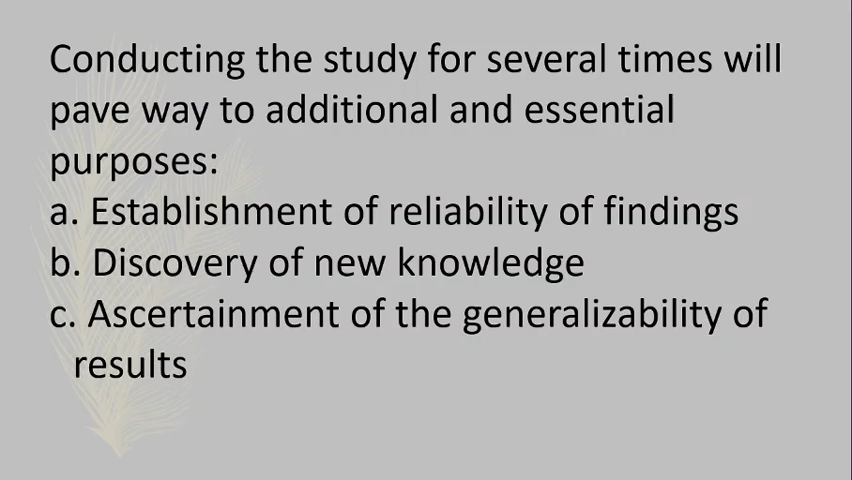 Conducting the study for several times will
pave way to additional and essential
purposes:
a. Establishment of reliability of findings
b. Discovery of new knowledge
c. Ascertainment of the generalizability of
results